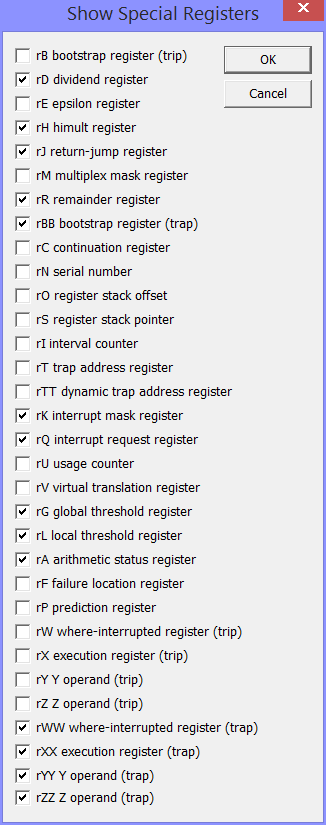 Show Special Registers
rB bootstrap register (trip)
OK
rD dividend register
Cancel
rE epsilon register
rH himult register
rJ return-jump register
rM multiplex mask register
rR remainder register
rBB bootstrap register (trap)
rC continuation register
rN serial number
rO register stack offset
rS register stack pointer
rI interval counter
rT trap address register
rTT dynamic trap address register
rK interrupt mask register
rQ interrupt request register
rU usage counter
rV virtual translation register
rG global threshold register
rL local threshold register
rA arithmetic status register
rF failure location register
rP prediction register
rW where-interrupted register (trip)
rX execution register (trip)
rY Y operand (trip)
rZ Z operand (trip)
rWW where-interrupted register (trap)
rXX execution register (trap)
rYY Y operand (trap)
rZZ Z operand (trap)